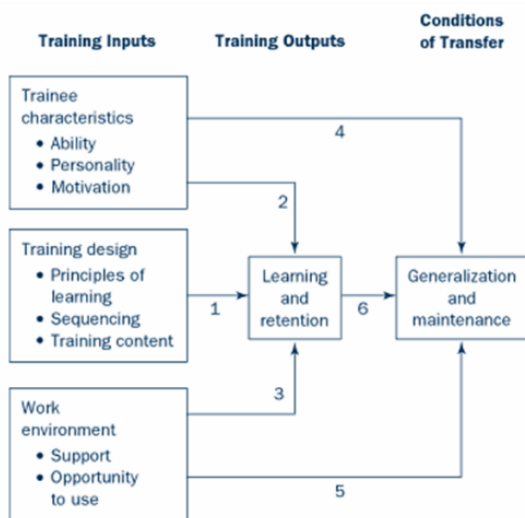 Training Inputs
Training Outputs
Conditions
of Transfer
Trainee
characteristics
• Ability
• Personality
• Motivation
4
2
Training design
• Principles of
learning
• Sequencing
• Training content
1
Learning
and
retention
6
Generalization
and
maintenance
3
Work
environment
• Support
• Opportunity
to use
5